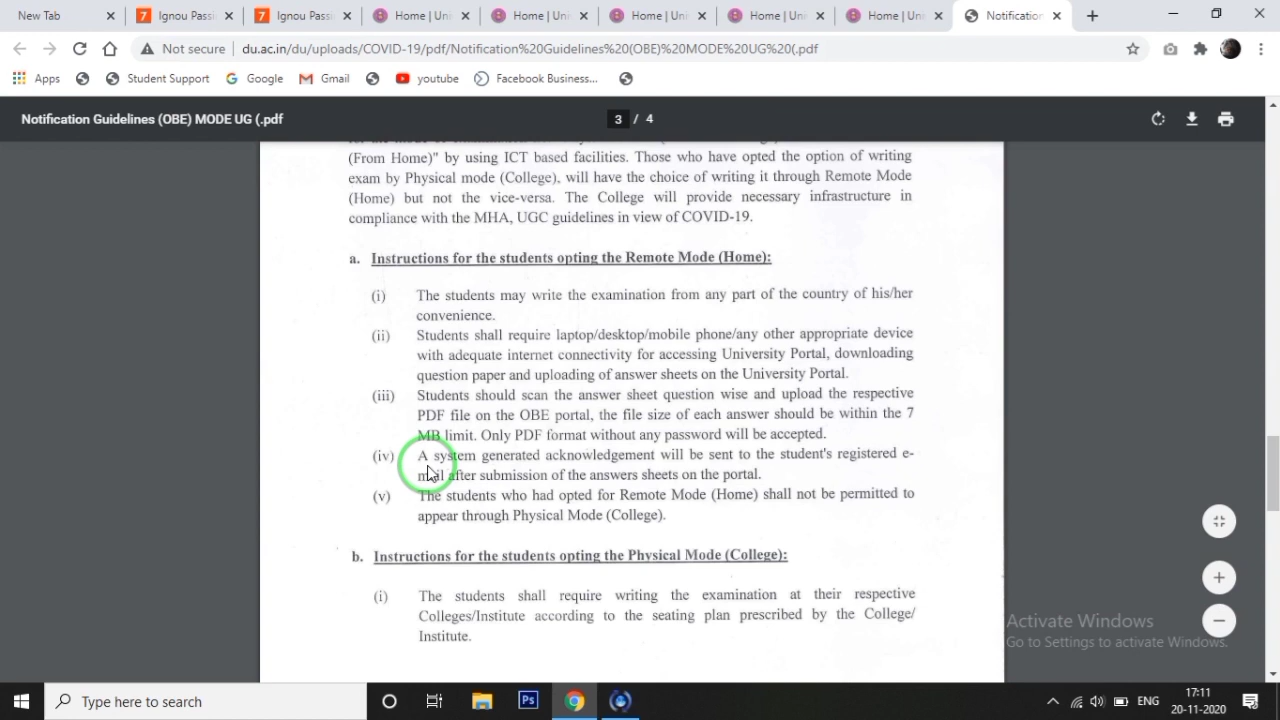 New Tab
Ignou Passi
Ignou Passi
Home | Uni
Home | Uni
Home | Uni
Home | Uni
Home | Uni
Notification
Not secure
du.ac.in/du/uploads/COVID-19/pdf/Notification%20Guidelines%20(OBE)%20MODE%20UG%20(.pdf
Apps
Student Support
Google
Gmail
youtube
Facebook Business...
Notification Guidelines (OBE) MODE UG (.pdf
3 / 4
(From Home)" by using ICT based facilities. Those who have opted the option of writing
exam by Physical mode (College), will have the choice of writing it through Remote Mode
(Home) but not the vice-versa. The College will provide necessary infrastructure in
compliance with the MHA, UGC guidelines in view of COVID-19.
a. Instructions for the students opting the Remote Mode (Home):
(i) The students may write the examination from any part of the country of his/her
convenience.
(ii) Students shall require laptop/desktop/mobile phone/any other appropriate device
with adequate internet connectivity for accessing University Portal, downloading
question paper and uploading of answer sheets on the University Portal.
(iii) Students should scan the answer sheet question wise and upload the respective
PDF file on the OBE portal, the file size of each answer should be within the 7
MB limit. Only PDF format without any password will be accepted.
(iv) A system generated acknowledgement will be sent to the student's registered e-
mail after submission of the answers sheets on the portal.
(v) The students who had opted for Remote Mode (Home) shall not be permitted to
appear through Physical Mode (College).
b. Instructions for the students opting the Physical Mode (College):
(i) The students shall require writing the examination at their respective
Colleges/Institute according to the seating plan prescribed by the College/
Institute.
Activate Windows
Go to Settings to activate Windows.
Type here to search
Ps
ENG
17:11
20-11-2020